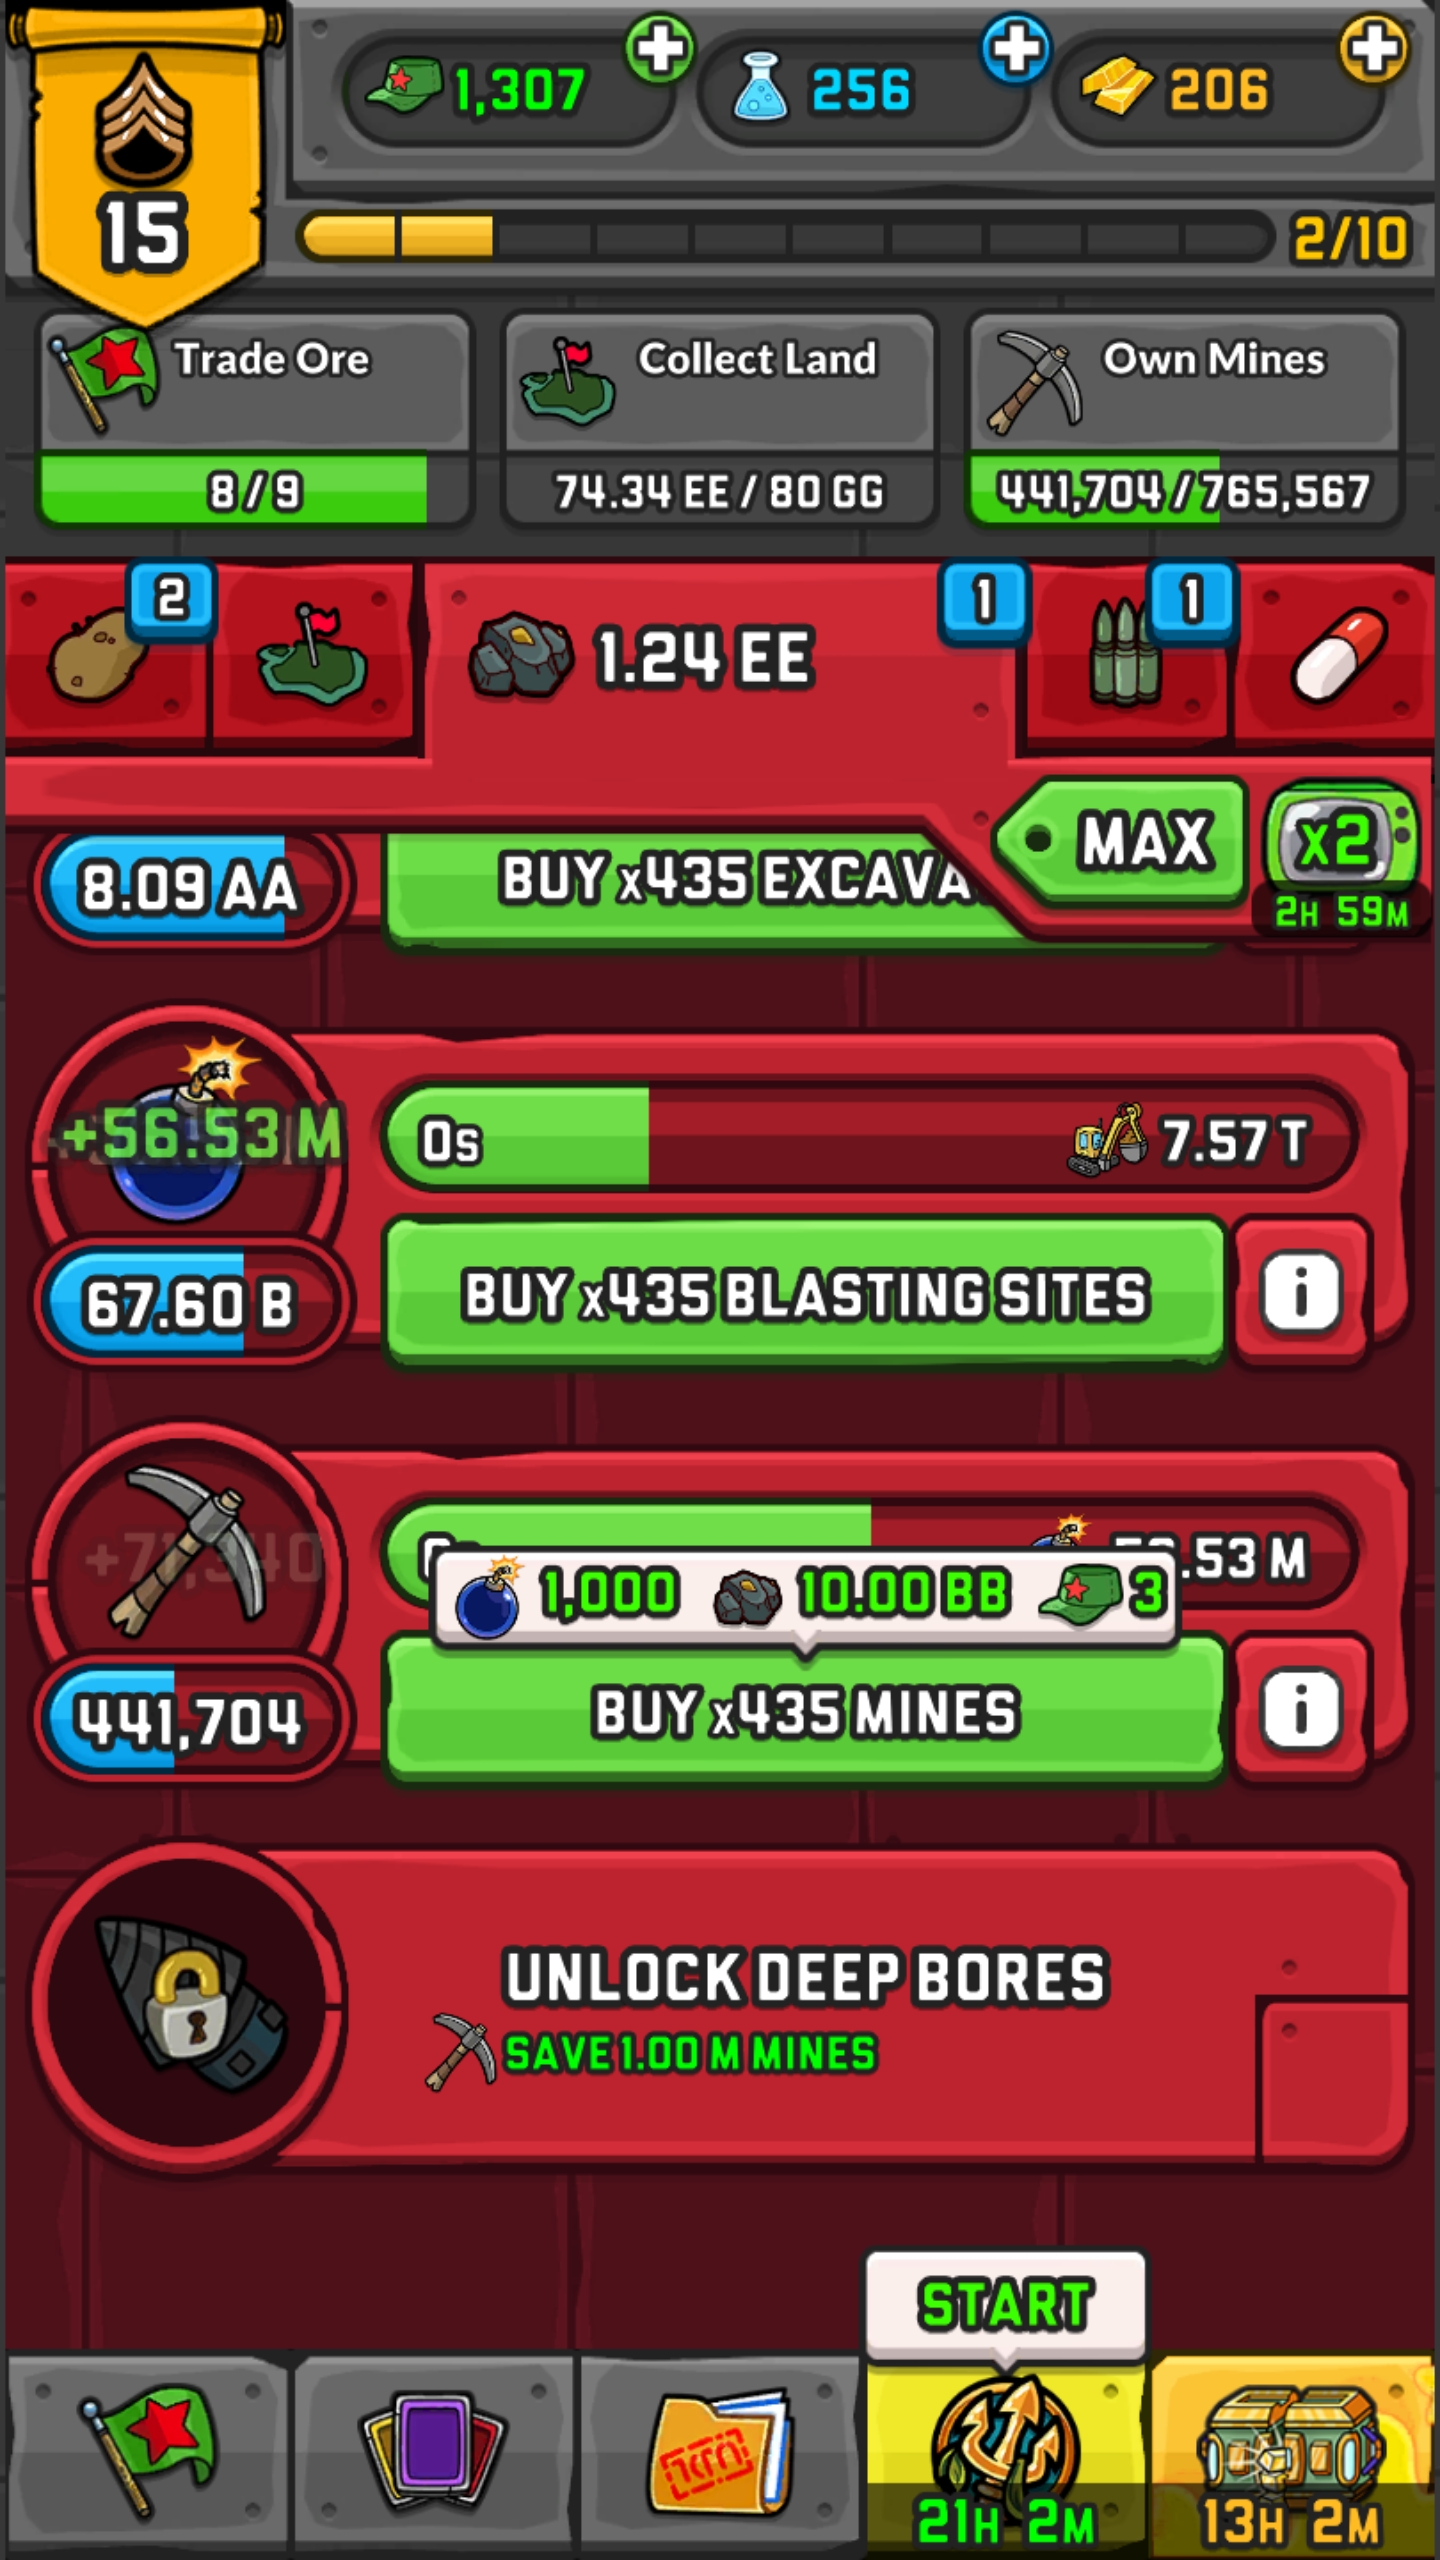 1,307
256
206
15
2/10
Trade Ore
Collect Land
Own Mines
8/9
74.34 EE / 80 GG
441,704/765,567
2
1.24 EE
1
1
MAX
x2
2H 59M
8.09 AA
BUY x435 EXCAVA
+56.53 M
0s
7.57 T
67.60 B
BUY x435 BLASTING SITES
i
+71,340
.53 M
1,000
10.00 BB
3
441,704
BUY x435 MINES
i
UNLOCK DEEP BORES
SAVE 1.00 M MINES
START
21H 2M
13H 2M